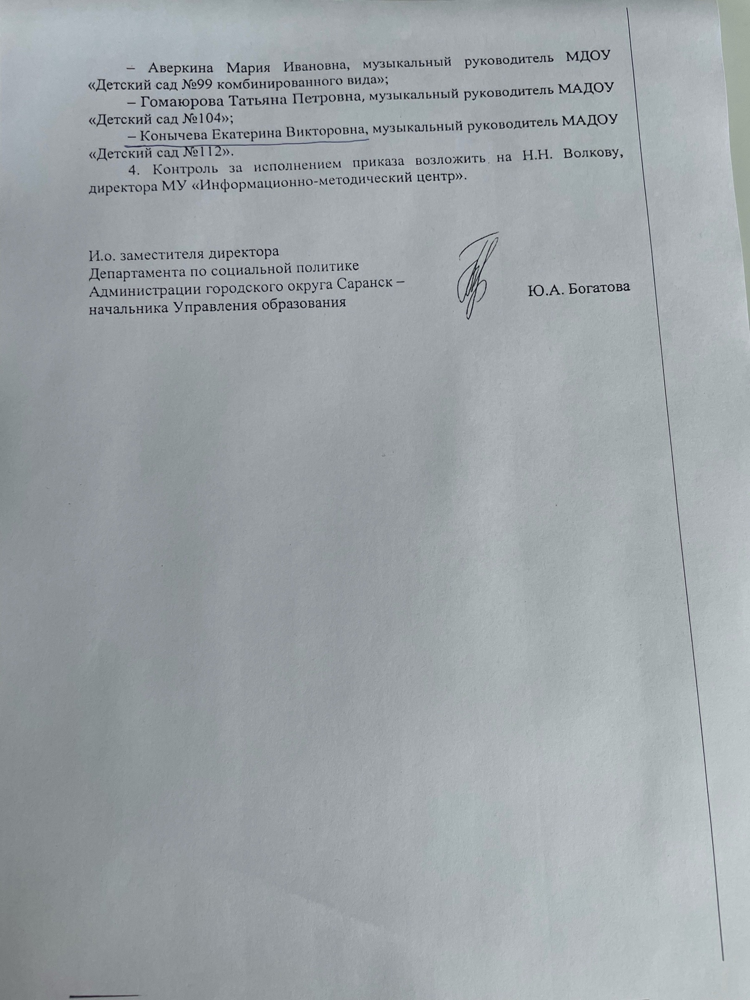 – Аверкина Мария Ивановна, музыкальный руководитель МДОУ
«Детский сад №99 комбинированного вида»;
– Гомаюрова Татьяна Петровна, музыкальный руководитель МАДОУ
«Детский сад №104»;
– Конычева Екатерина Викторовна, музыкальный руководитель МАДОУ
«Детский сад №112».
4. Контроль за исполнением приказа возложить на Н.Н. Волкову,
директора МУ «Информационно-методический центр».
И.о. заместителя директора
Департамента по социальной политике
Администрации городского округа Саранск –
начальника Управления образования
Ю.А. Богатова